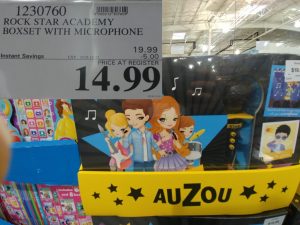 1230760
ROCK STAR ACADEMY
BOXSET WITH MICROPHONE
19.99
Instant Savings
-5.00
PRICE AT REGISTER
14.99
AUZOU